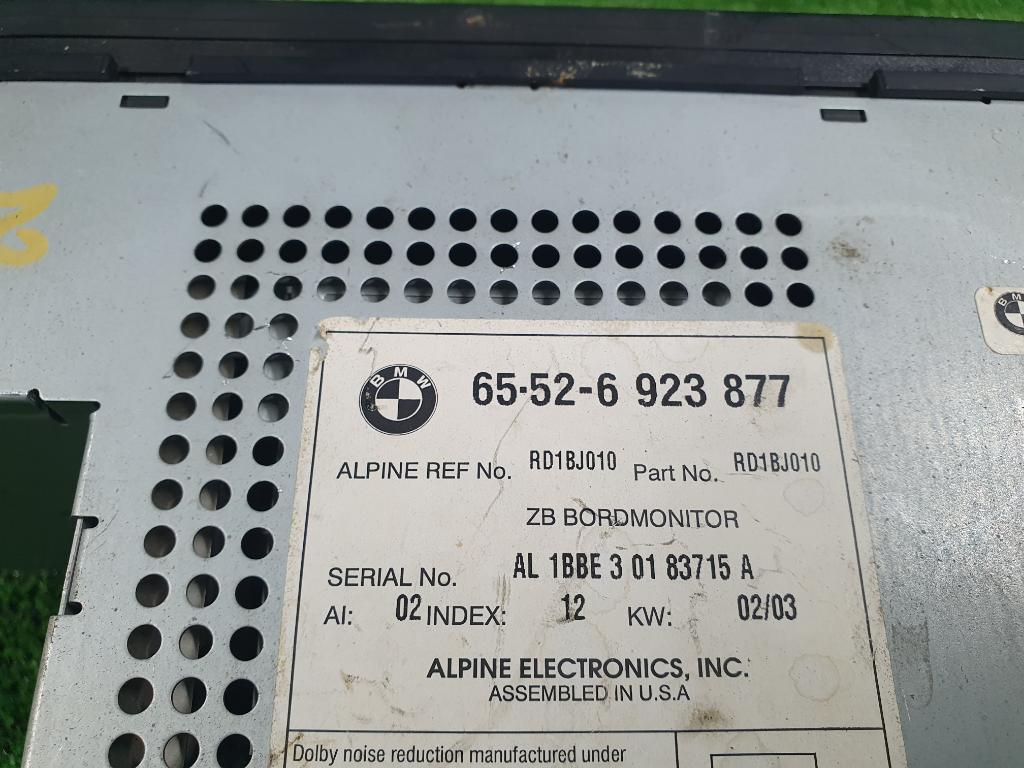 2
BMW
BMW 65-52-6 923 877
ALPINE REF No. RD1BJ010 Part No. RD1BJ010
ZB BORDMONITOR
SERIAL No. AL 1BBE 3 01 83715 A
AI: 02 INDEX: 12 KW: 02/03
ALPINE ELECTRONICS, INC.
ASSEMBLED IN U.S.A
Dolby noise reduction manufactured under